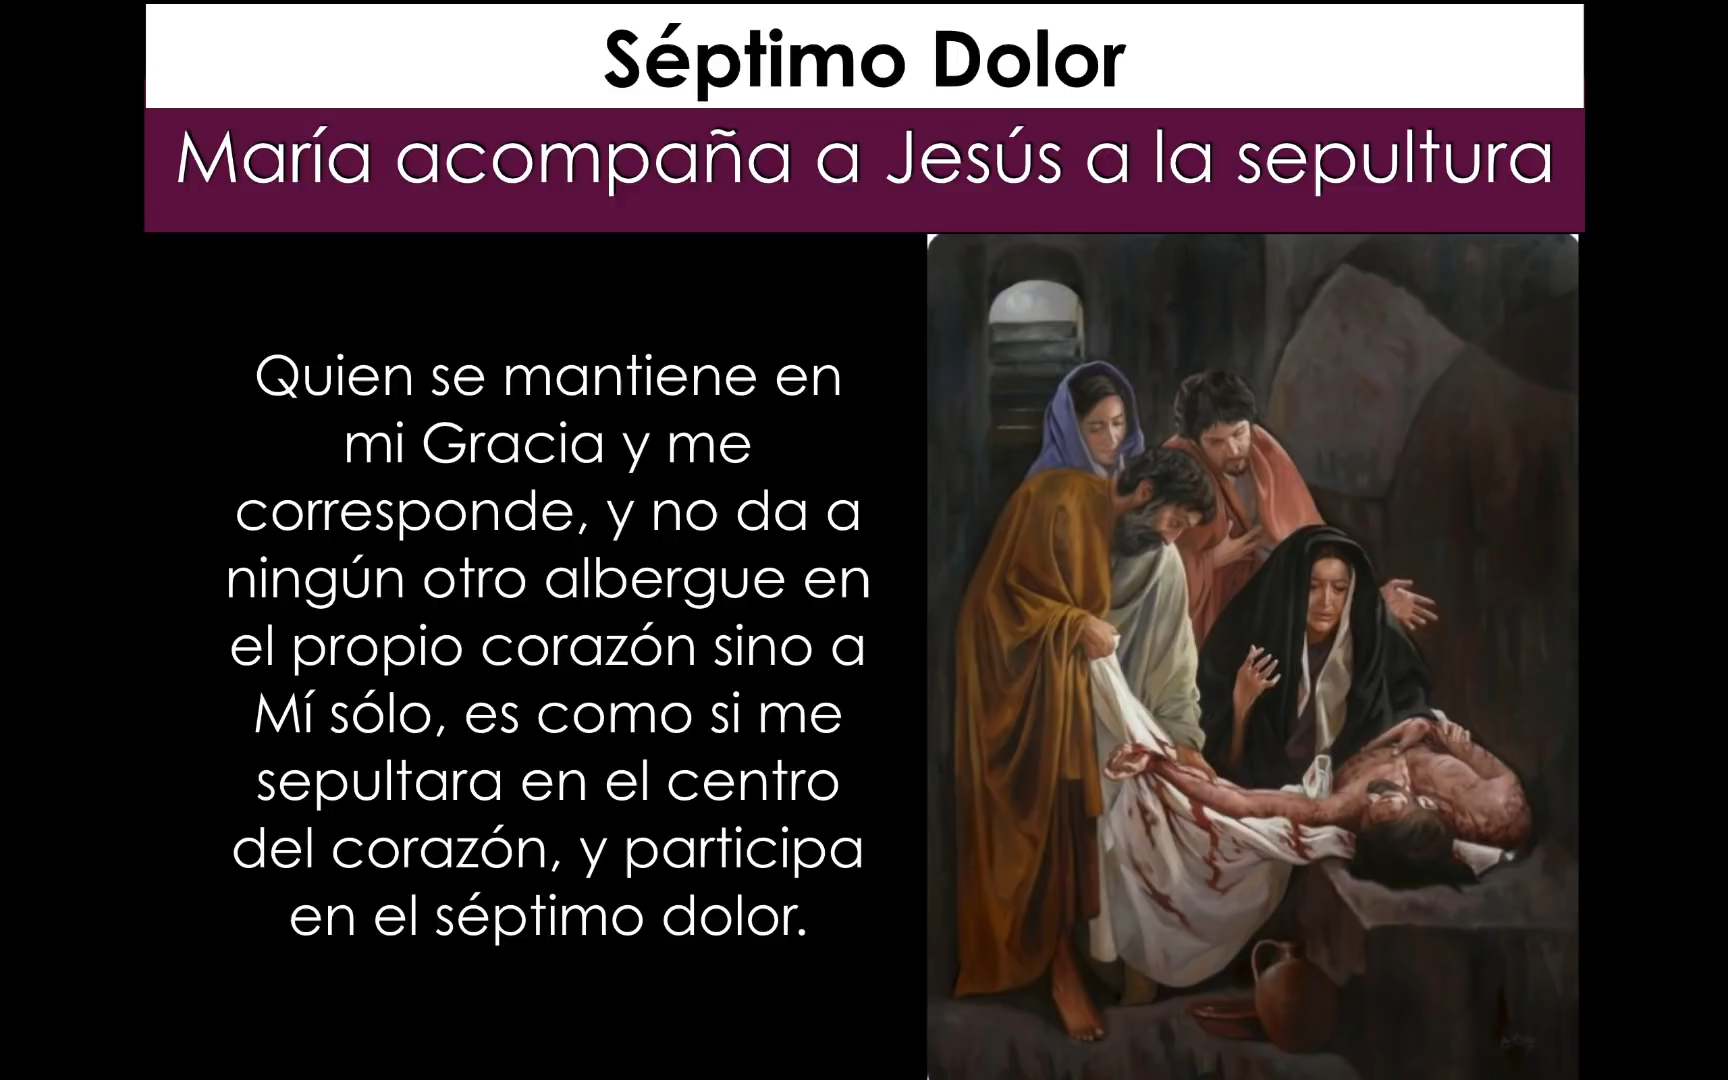 Séptimo Dolor
María acompaña a Jesús a la sepultura
Quien se mantiene en
mi Gracia y me
corresponde, y no da a
ningún otro albergue en
el propio corazón sino a
Mí sólo, es como si me
sepultara en el centro
del corazón, y participa
en el séptimo dolor.